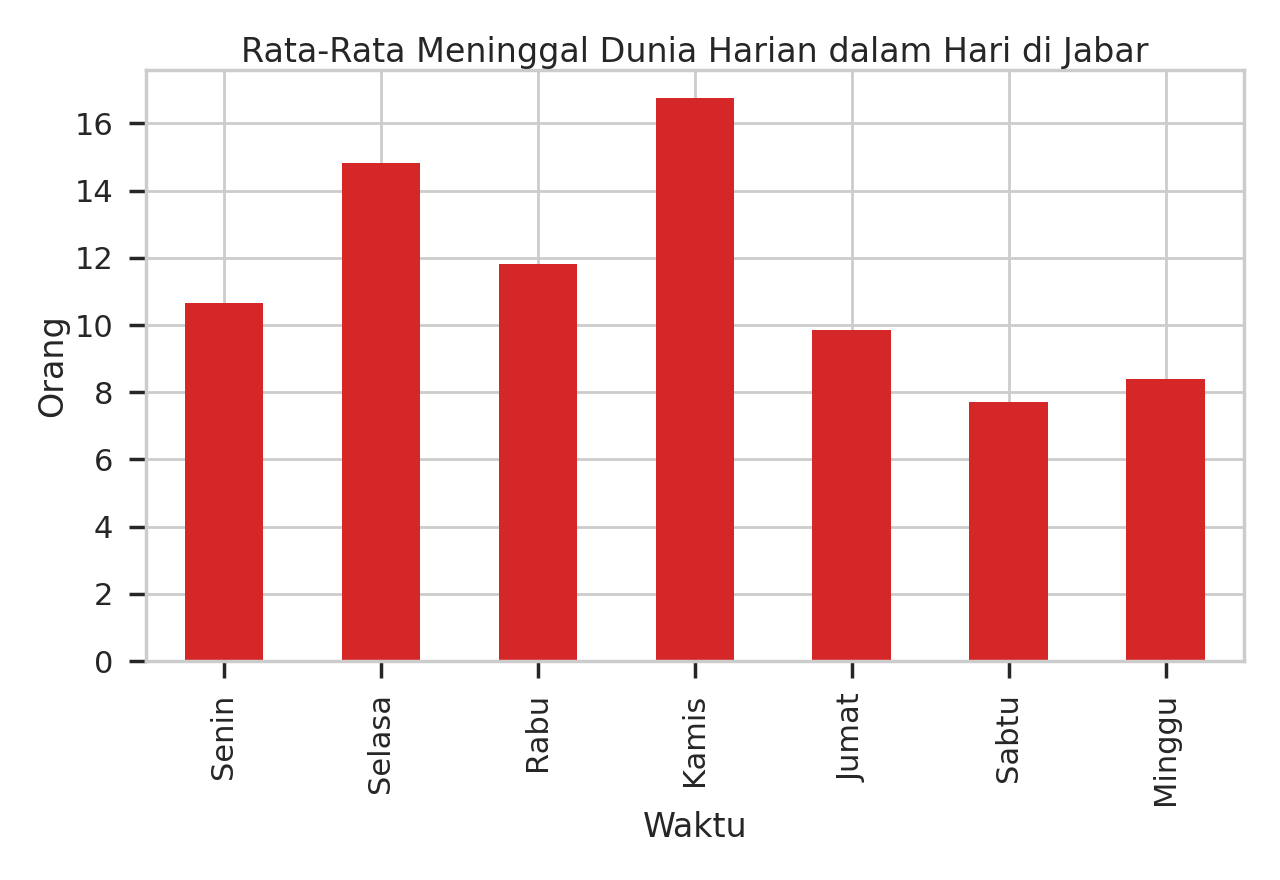 Rata-Rata Meninggal Dunia Harian dalam Hari di Jabar
16
14
12
10
8
6
4
2
0
Orang
Senin
Selasa
Rabu
Kamis
Jumat
Sabtu
Minggu
Waktu